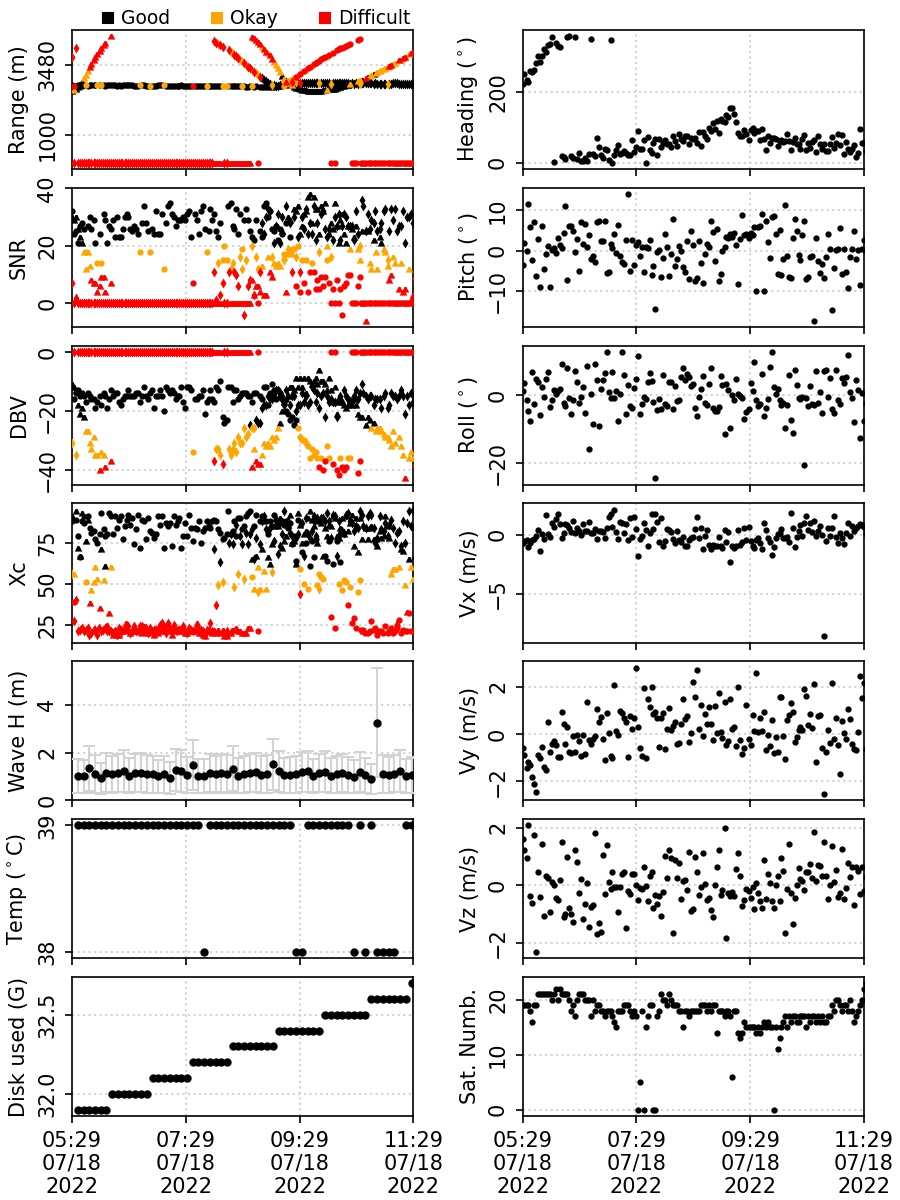 Good Okay Difficult
Range (m)
3480
1000
Heading (°)
200
0
SNR
40
20
0
Pitch (°)
10
0
−10
DBV
0
−20
−40
Roll (°)
0
−20
Xc
75
50
25
Vx (m/s)
0
−5
Wave H (m)
4
2
0
Vy (m/s)
2
0
−2
Temp (°C)
39
38
Vz (m/s)
2
0
−2
Disk used (G)
32.5
32.0
Sat. Numb.
20
10
0
05:29 07:29 09:29 11:29
07/18 07/18 07/18 07/18
2022 2022 2022 2022
05:29 07:29 09:29 11:29
07/18 07/18 07/18 07/18
2022 2022 2022 2022